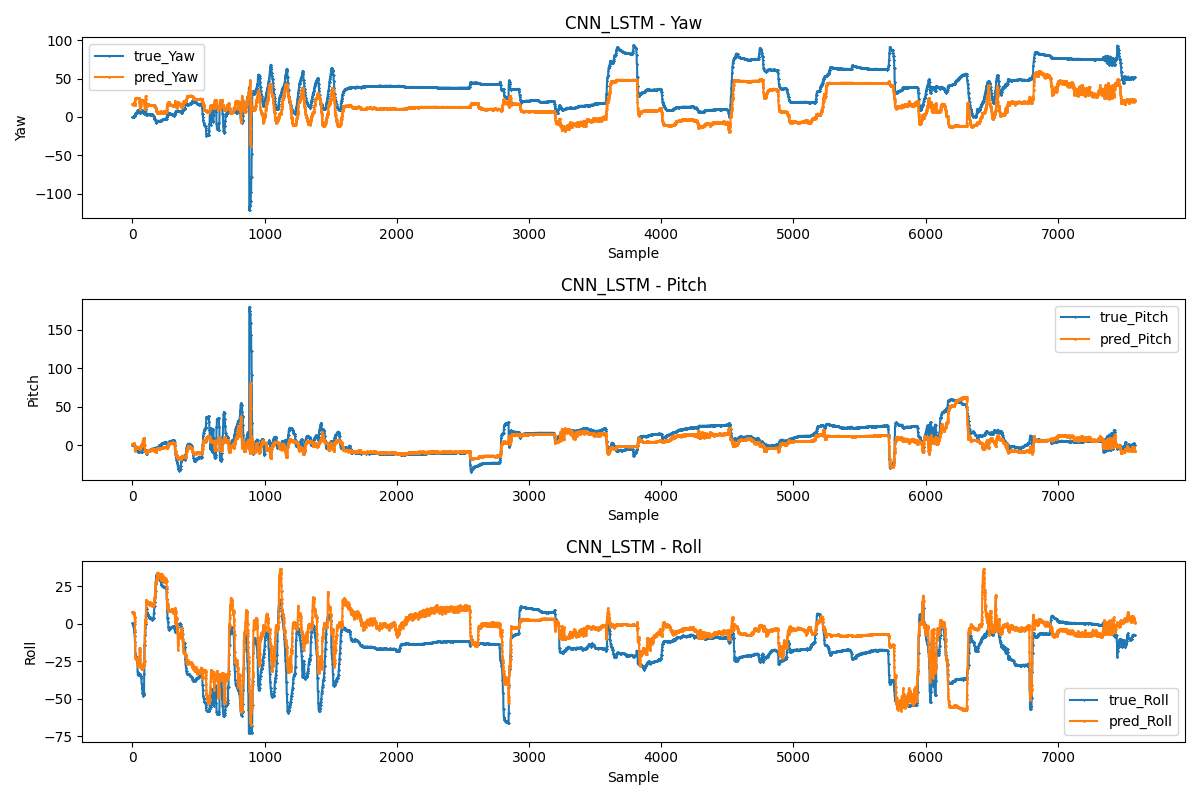 CNN_LSTM - Yaw
100
50
0
−50
−100
Yaw
true_Yaw
pred_Yaw
0 1000 2000 3000 4000 5000 6000 7000
Sample
CNN_LSTM - Pitch
150
100
50
0
Pitch
true_Pitch
pred_Pitch
0 1000 2000 3000 4000 5000 6000 7000
Sample
CNN_LSTM - Roll
25
0
−25
−50
−75
Roll
true_Roll
pred_Roll
0 1000 2000 3000 4000 5000 6000 7000
Sample